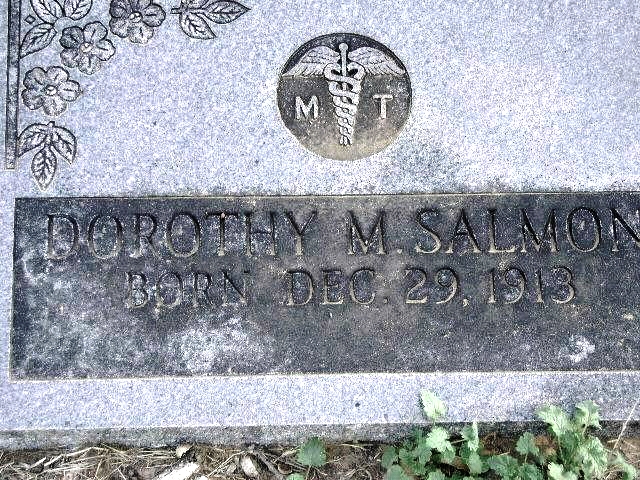 M T
DOROTHY M. SALMON
BORN DEC. 29, 1913